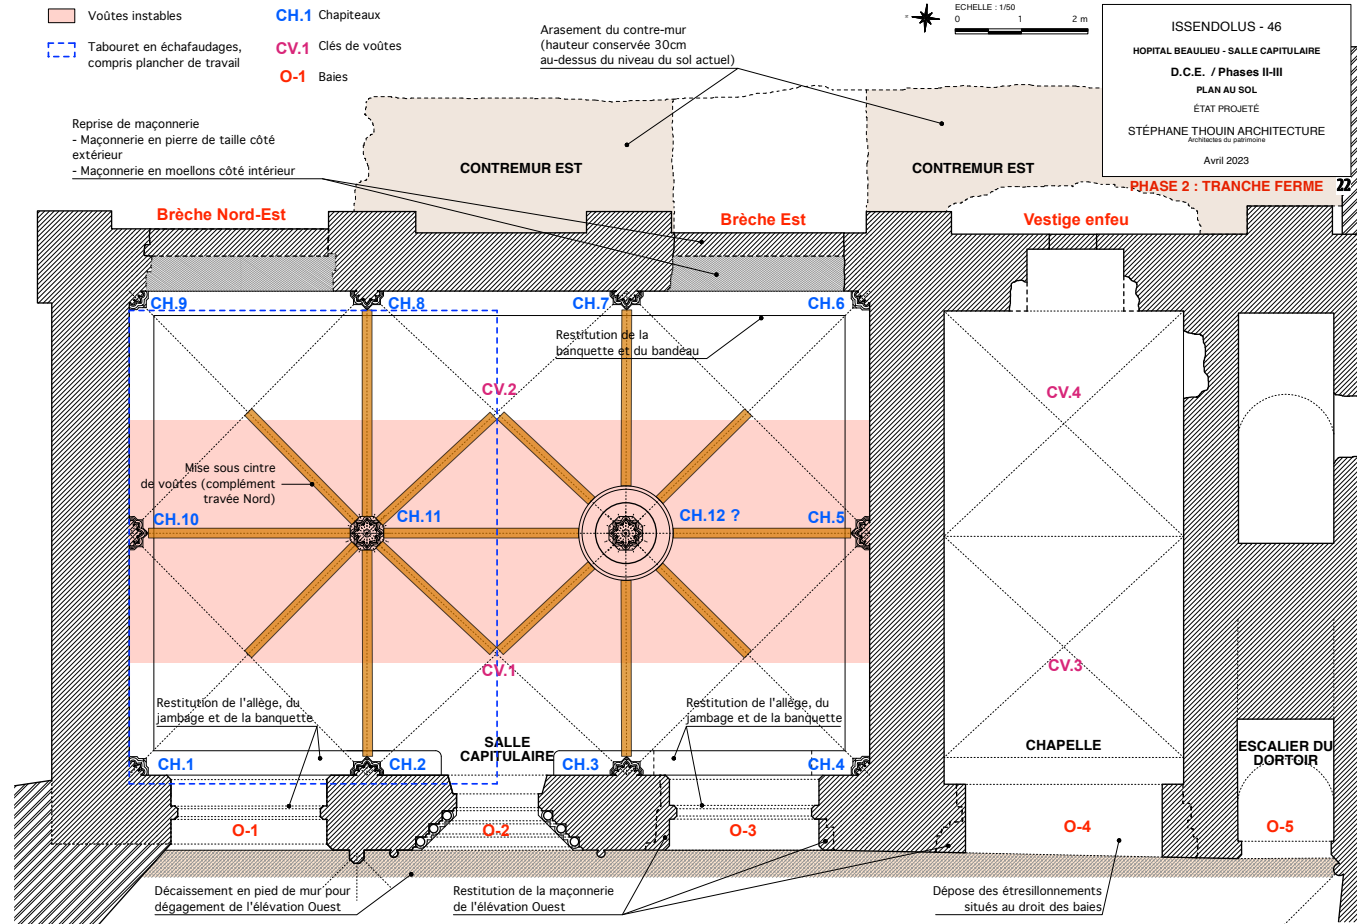 Voûtes instables
Tabouret en échafaudages,
compris plancher de travail
CH.1 Chapiteaux
CV.1 Clés de voûtes
O-1 Baies
Arasement du contre-mur
(hauteur conservée 30cm
au-dessus du niveau du sol actuel)
ECHELLE : 1/50
0 1 2 m
ISSENDOLUS - 46
HOPITAL BEAULIEU - SALLE CAPITULAIRE
D.C.E. / Phases II-III
PLAN AU SOL
ÉTAT PROJETÉ
STÉPHANE THOUIN ARCHITECTURE
Architectes du patrimoine
Avril 2023
PHASE 2 : TRANCHE FERME 22
Reprise de maçonnerie
- Maçonnerie en pierre de taille côté
extérieur
- Maçonnerie en moellons côté intérieur
CONTREMUR EST
CONTREMUR EST
Brèche Nord-Est
Brèche Est
Vestige enfeu
CH.9
CH.8
CH.7
CH.6
Restitution de la
banquette et du bandeau
CV.2
CV.4
Mise sous cintre
de voûtes (complément
travée Nord)
CH.10
CH.11
CH.12 ?
CH.5
CV.1
CV.3
Restitution de l'allège, du
jambage et de la banquette
Restitution de l'allège, du
jambage et de la banquette
SALLE
CAPITULAIRE
CHAPELLE
ESCALIER DU
DORTOIR
CH.1
CH.2
CH.3
CH.4
O-1
O-2
O-3
O-4
O-5
Décaissement en pied de mur pour
dégagement de l'élévation Ouest
Restitution de la maçonnerie
de l'élévation Ouest
Dépose des étresillonnements
situés au droit des baies